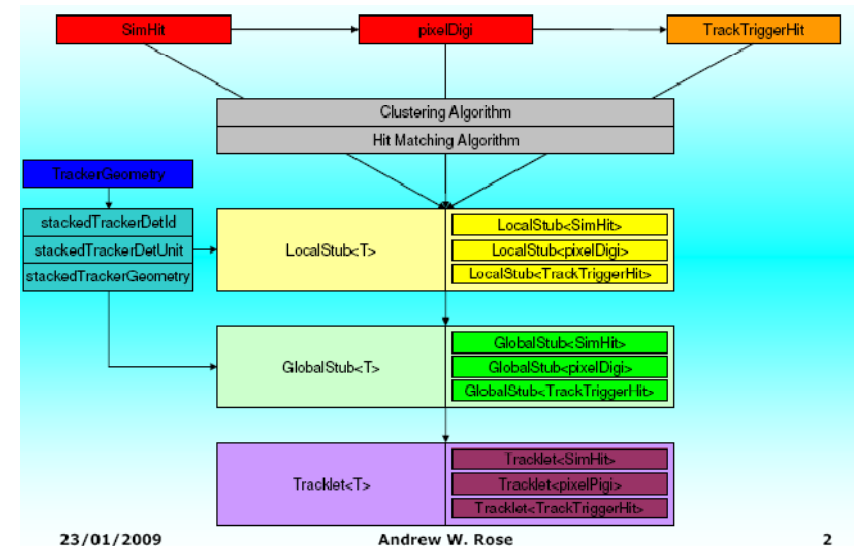 SimHit
pixelDigi
TrackTriggerHit
Clustering Algorithm
Hit Matching Algorithm
TrackerGeometry
stackedTrackerDetId
stackedTrackerDetUnit
stackedTrackerGeometry
LocalStub<T>
LocalStub<SimHit>
LocalStub<pixelDigi>
LocalStub<TrackTriggerHit>
GlobalStub<T>
GlobalStub<SimHit>
GlobalStub<pixelDigi>
GlobalStub<TrackTriggerHit>
Tracklet<T>
Tracklet<SimHit>
Tracklet<pixelPigi>
Tracklet<TrackTriggerHit>
23/01/2009 Andrew W. Rose 2